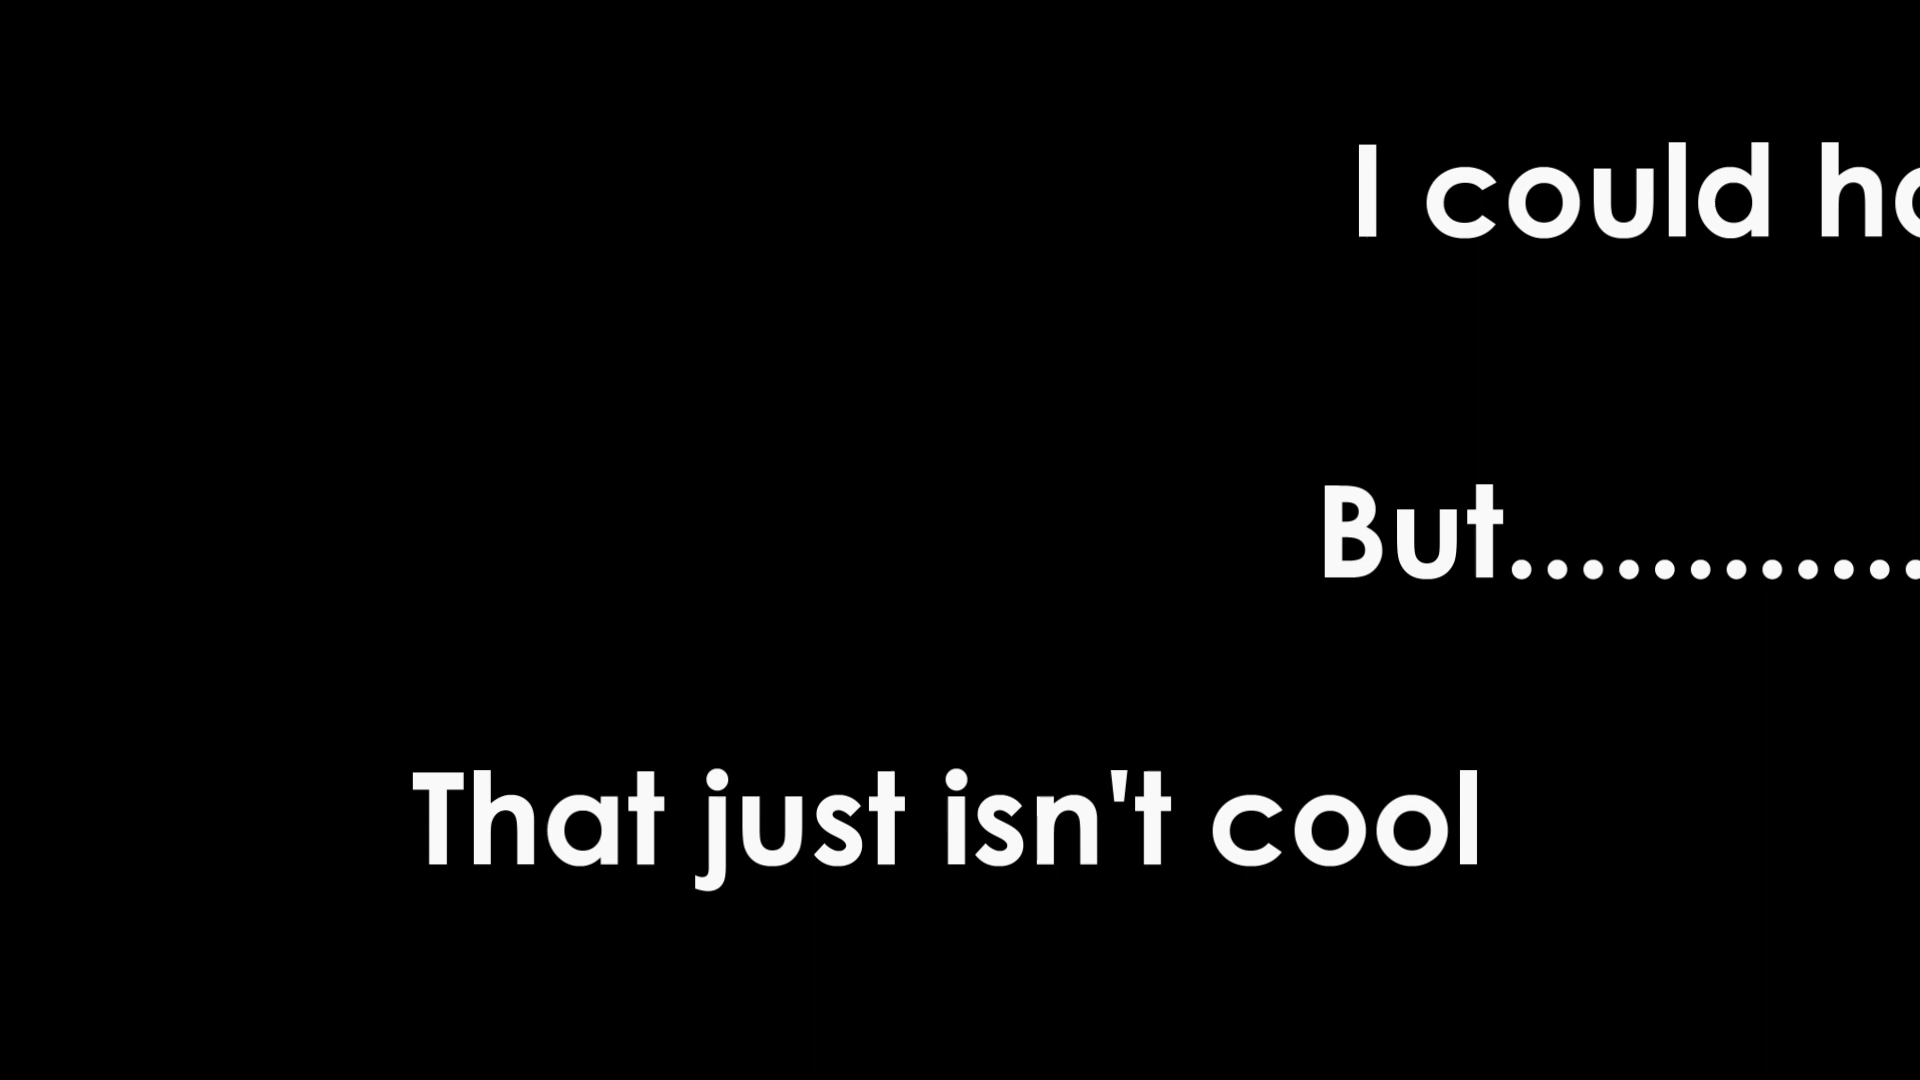 I could
But............
That just isn't cool